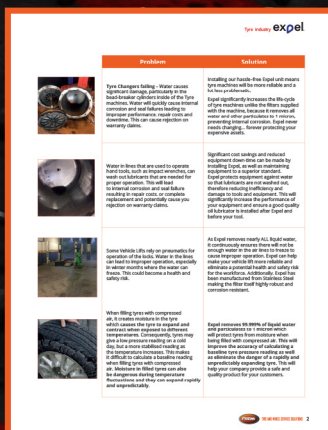 Tyre Industry expel
Problem
Solution
Tyre Changers failing - Water causes
significant damage, particularly in the
bead-breaker cylinders inside of the Tyre
machines. Water will quickly cause internal
corrosion and seal failures leading to
improper performance, repair costs and
downtime. This can cause rejection on
warranty claims.
Installing our hassle-free Expel unit means
tyre machines will be more reliable and a
lot less problematic.
Expel significantly increases the life-cycle
of tyre machines unlike the filters supplied
with the machine, because it removes all
water and other particulates to 1 micron,
preventing internal corrosion. Expel never
needs changing... forever protecting your
expensive assets.
Water in lines that are used to operate
hand tools, such as impact wrenches, can
wash out lubricants that are needed for
proper operation. This will lead
to internal corrosion and seal failure
resulting in repair costs, or complete
replacement and potentially cause you
rejection on warranty claims.
Significant cost savings and reduced
equipment down-time can be made by
installing Expel, as well as maintaining
equipment to a superior standard.
Expel protects equipment against water
so that lubricants are not washed out,
therefore reducing inefficiency and
damage to tools and equipment. This will
significantly increase the performance of
your equipment and ensure a good quality
oil lubricator is installed after Expel and
before your tool.
Some Vehicle Lifts rely on pneumatics for
operation of the locks. Water in the lines
can lead to improper operation, especially
in winter months where the water can
freeze. This could become a health and
safety risk.
As Expel removes nearly ALL liquid water,
it continuously ensures there will not be
enough water in the air lines to freeze to
cause improper operation. Expel can help
make your vehicle lift more reliable and
eliminate a potential health and safety risk
for the workforce. Additionally, Expel has
been manufactured from Stainless Steel
making the filter itself highly robust and
corrosion resistant.
When filling tyres with compressed
air, it creates moisture in the tyre
which causes the tyre to expand and
contract when exposed to different
temperatures. Consequently, tyres may
give a low pressure reading on a cold
day, but a more stabilised reading as
the temperature increases. This makes
it difficult to calculate a baseline reading
when filling tyres with compressed
air. Moisture in filled tyres can also
be dangerous during temperature
fluctuations and they can expand rapidly
and unpredictably.
Expel removes 99.999% of liquid water
and particulates to 1 micron which
will protect tyres from moisture when
being filled with compressed air. This will
improve the accuracy of calculating a
baseline tyre pressure reading as well
as eliminate the danger of a rapidly and
unpredictably expanding tyre. This will
help your company provide a safe and
quality product for your customers.
TYRE AND WHEEL SERVICE SOLUTIONS 2